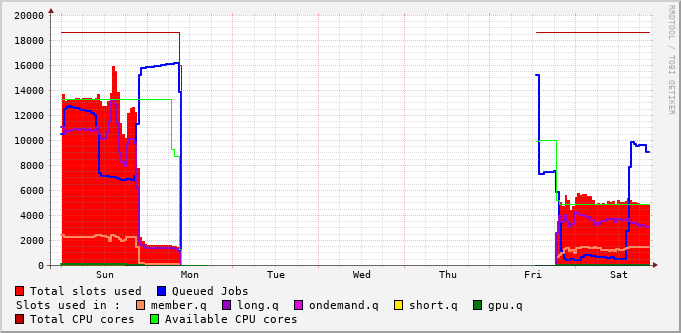 20000
18000
16000
14000
12000
10000
8000
6000
4000
2000
0
Sun Mon Tue Wed Thu Fri Sat
RRDTOOL / TOBI OETIKER
Total slots used Queued Jobs
Slots used in : member.q long.q ondemand.q short.q gpu.q
Total CPU cores Available CPU cores